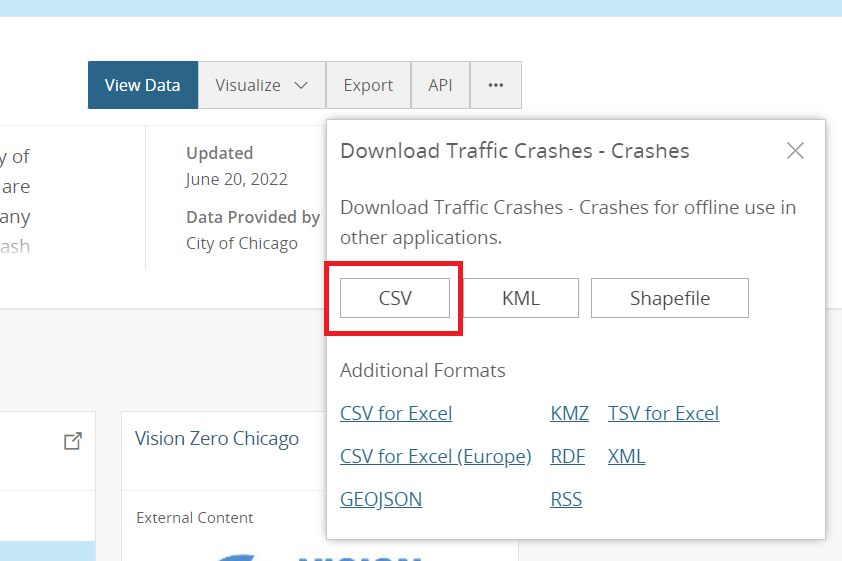 View Data
Visualize
Export
API
Download Traffic Crashes - Crashes
Download Traffic Crashes - Crashes for offline use in
other applications.
CSV
KML
Shapefile
Additional Formats
CSV for Excel
KMZ
TSV for Excel
CSV for Excel (Europe)
RDF
XML
GEOJSON
RSS
y of
are
any
ash
Updated
June 20, 2022
Data Provided by
City of Chicago
Vision Zero Chicago
External Content
VISION